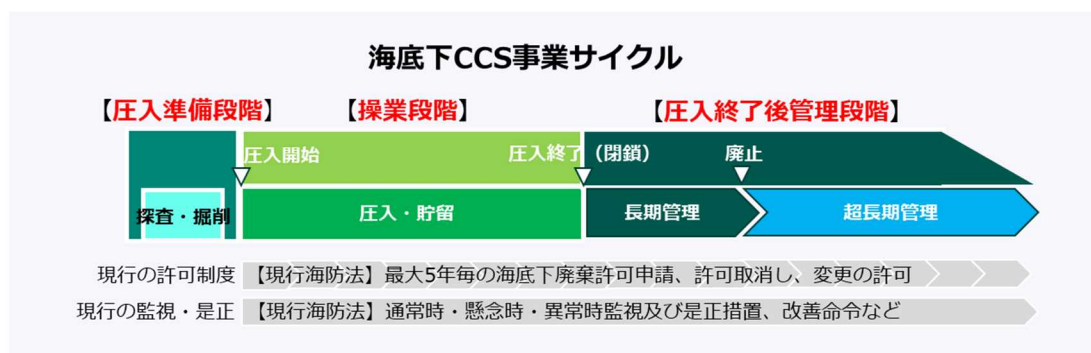 海底下CCS事業サイクル
【圧入準備段階】 【操業段階】 【圧入終了後管理段階】
圧入開始 圧入終了（閉鎖） 廃止
探査・掘削 圧入・貯留 長期管理 超長期管理
現行の許可制度 【現行海防法】最大5年毎の海底下廃棄許可申請、許可取消し、変更の許可
現行の監視・是正 【現行海防法】通常時・懸念時・異常時監視及び是正措置、改善命令など